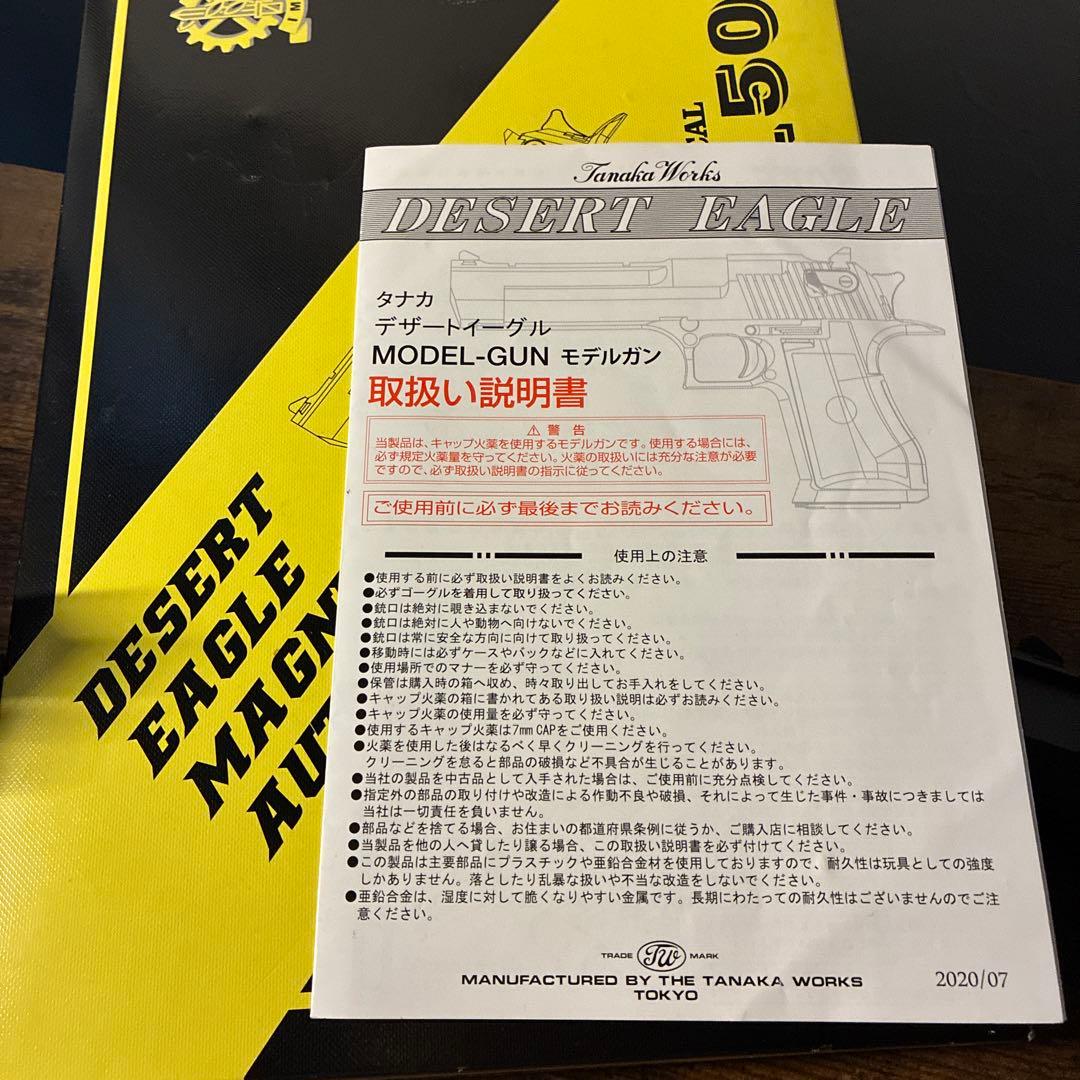 I M
CAL
.50
DESERT
EAGLE
MAGN
AUT
Tanaka Works
DESERT EAGLE
タナカ
デザートイーグル
MODEL-GUN モデルガン
取扱い説明書
⚠ 警 告
当製品は、キャップ火薬を使用するモデルガンです。使用する場合には、
必ず規定火薬量を守ってください。火薬の取扱いには充分な注意が必要
ですので、必ず取扱い説明書の指示に従ってください。
ご使用前に必ず最後までお読みください。
使用上の注意
●使用する前に必ず取扱い説明書をよくお読みください。
●必ずゴーグルを着用して取り扱ってください。
●銃口は絶対に覗き込まないでください。
●銃口は絶対に人や動物へ向けないでください。
●銃口は常に安全な方向に向けて取り扱ってください。
●移動時には必ずケースやバックなどに入れてください。
●使用場所でのマナーを必ず守ってください。
●保管は購入時の箱へ収め、時々取り出してお手入れをしてください。
●キャップ火薬の箱に書かれてある取り扱い説明は必ずお読みください。
●キャップ火薬の使用量を必ず守ってください。
●使用するキャップ火薬は7mm CAPをご使用ください。
●火薬を使用した後はなるべく早くクリーニングを行ってください。
クリーニングを怠ると部品の破損など不具合が生じることがあります。
●当社の製品を中古品として入手された場合は、ご使用前に充分点検してください。
●指定外の部品の取り付けや改造による作動不良や破損、それによって生じた事件・事故につきましては
当社は一切責任を負いません。
●部品などを捨てる場合、お住まいの都道府県条例に従うか、ご購入店に相談してください。
●当製品を他の人へ貸したり譲る場合、この取扱い説明書を必ず付けてください。
●この製品は主要部品にプラスチックや亜鉛合金材を使用しておりますので、耐久性は玩具としての強度
しかありません。落としたり乱暴な扱いや不当な改造をしないでください。
●亜鉛合金は、湿度に対して脆くなりやすい金属です。長期にわたっての耐久性はございませんのでご注
意ください。
TRADE TW MARK
MANUFACTURED BY THE TANAKA WORKS
TOKYO
2020/07